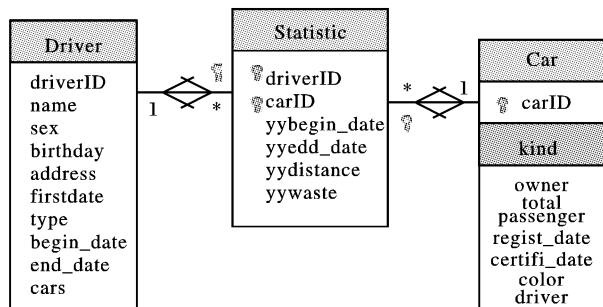 Driver
driverID
name
sex
birthday
address
firstdate
type
begin_date
end_date
cars
1
*
Statistic
driverID
carID
yybegin_date
yyedd_date
yydistance
yywaste
*
1
Car
carID
kind
owner
total
passenger
regist_date
certifi_date
color
driver